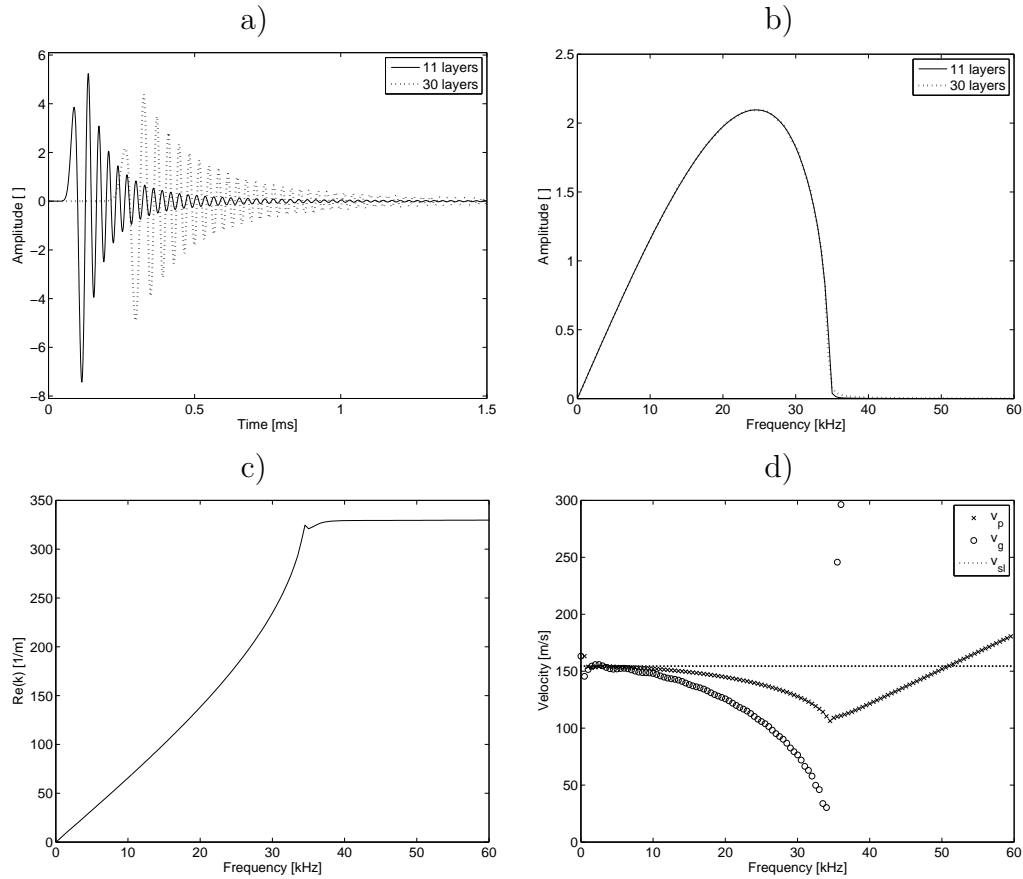 a)
6
4
2
0
−2
−4
−6
−8
Amplitude [ ]
11 layers
30 layers
0 0.5 1 1.5
Time [ms]
b)
2.5
2
1.5
1
0.5
0
Amplitude [ ]
11 layers
30 layers
0 10 20 30 40 50 60
Frequency [kHz]
c)
350
300
250
200
150
100
50
0
Re(k) [1/m]
0 10 20 30 40 50 60
Frequency [kHz]
d)
300
250
200
150
100
50
0
Velocity [m/s]
v_p
v_g
v_sl
0 10 20 30 40 50 60
Frequency [kHz]